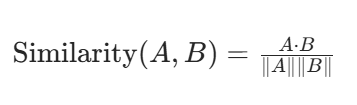 Similarity(A, B) = A·B / ‖A‖‖B‖